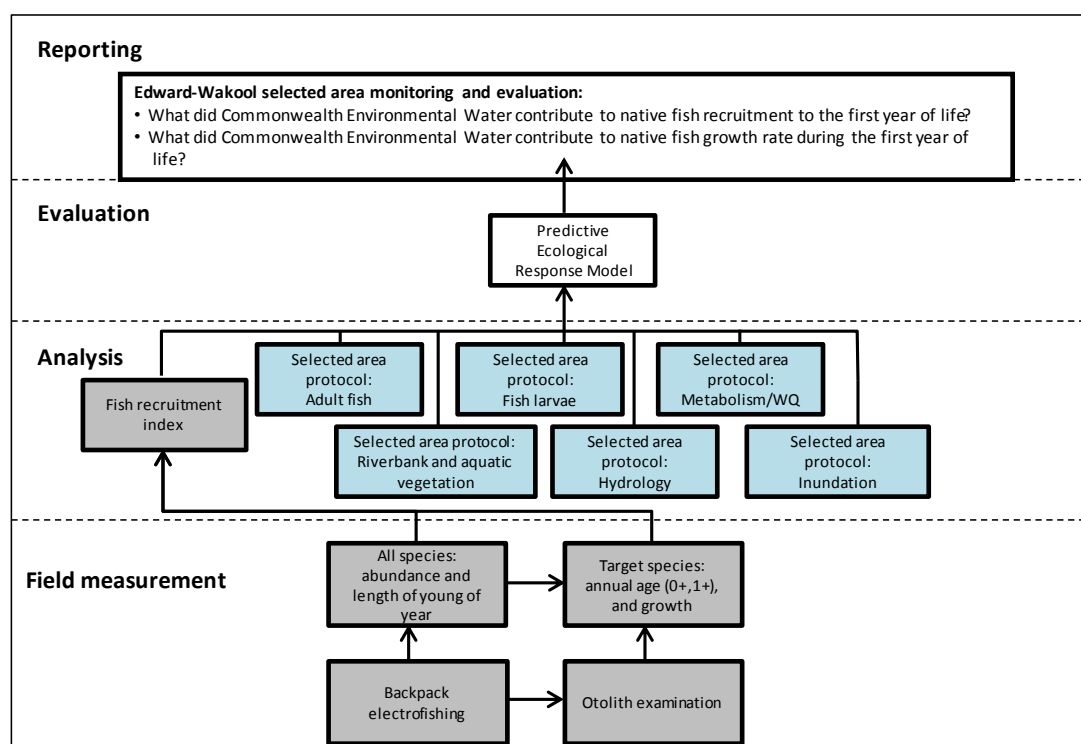 Reporting
Edward-Wakool selected area monitoring and evaluation:
• What did Commonwealth Environmental Water contribute to native fish recruitment to the first year of life?
• What did Commonwealth Environmental Water contribute to native fish growth rate during the first year of
life?
Evaluation
Predictive
Ecological
Response Model
Analysis
Fish recruitment
index
Selected area
protocol:
Adult fish
Selected area
protocol:
Fish larvae
Selected area
protocol:
Metabolism/WQ
Selected area protocol:
Riverbank and aquatic
vegetation
Selected area
protocol:
Hydrology
Selected area
protocol:
Inundation
Field measurement
All species:
abundance and
length of young of
year
Target species:
annual age (0+,1+),
and growth
Backpack
electrofishing
Otolith examination